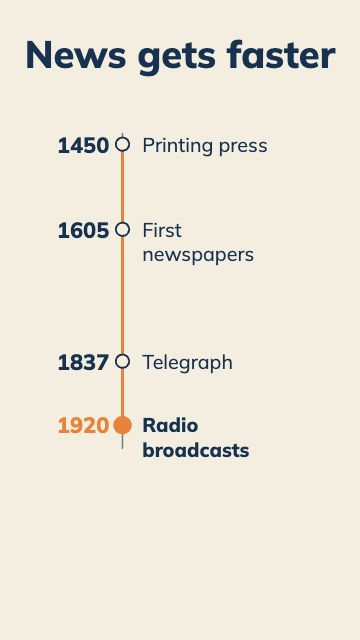 News gets faster
1450 Printing press
1605 First
newspapers
1837 Telegraph
1920 Radio
broadcasts